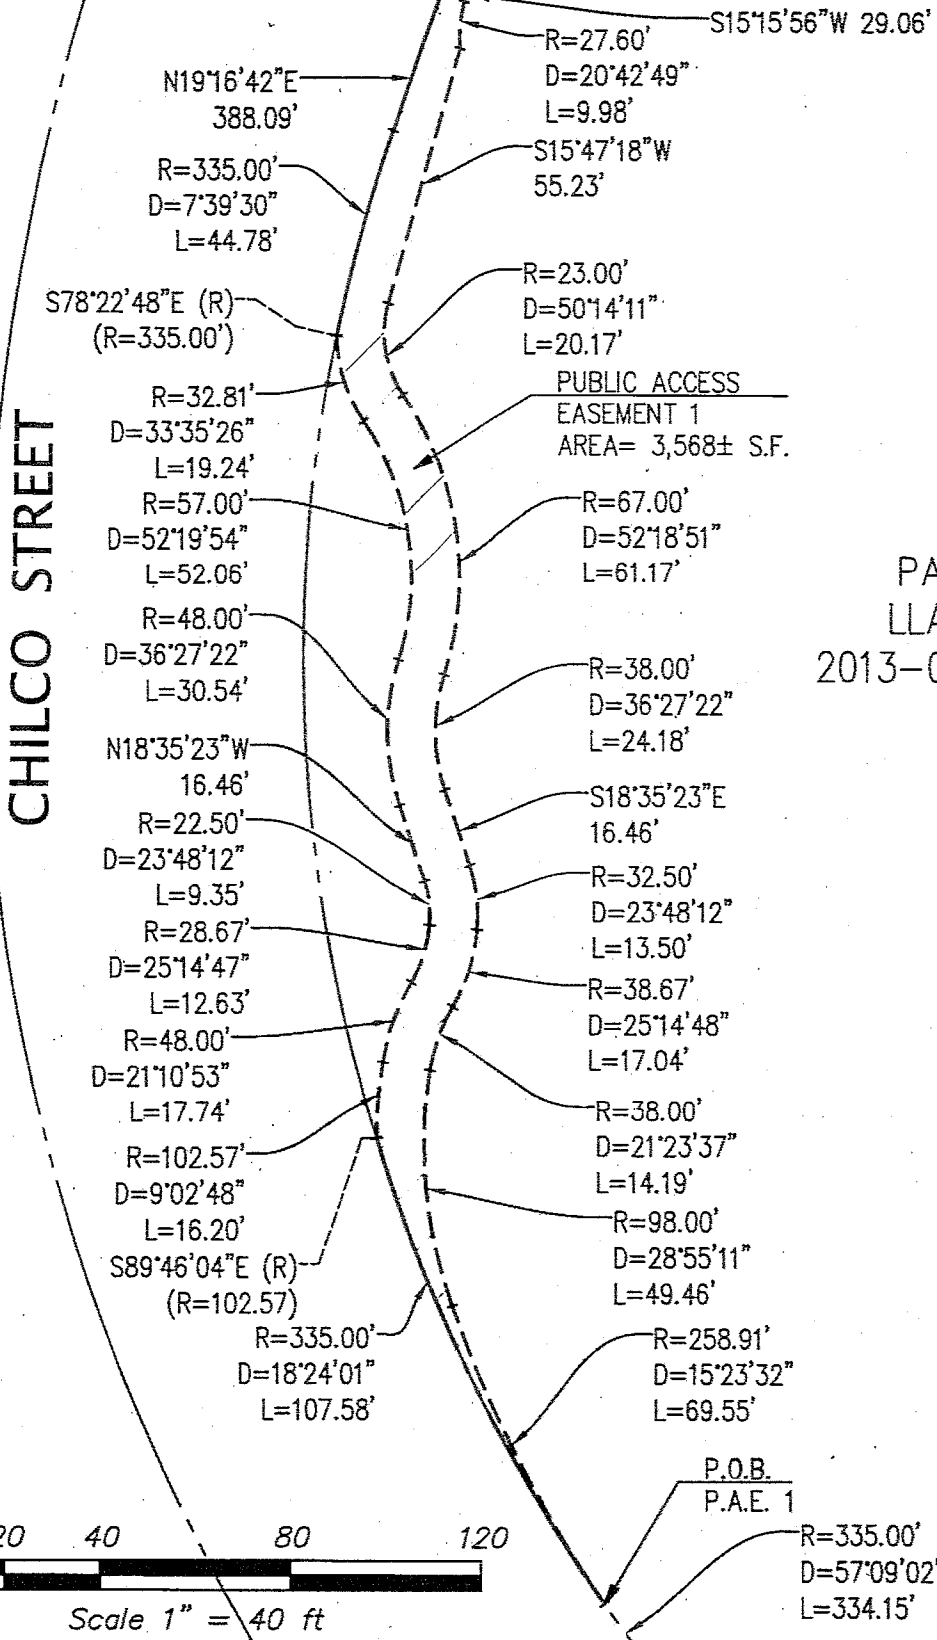 S15°15'56"W 29.06'
R=27.60'
D=20°42'49"
L=9.98'
N19°16'42"E
388.09'
S15°47'18"W
55.23'
R=335.00'
D=7°39'30"
L=44.78'
S78°22'48"E (R)
(R=335.00')
R=23.00'
D=50°14'11"
L=20.17'
PUBLIC ACCESS
EASEMENT 1
AREA= 3,568± S.F.
R=32.81'
D=33°35'26"
L=19.24'
CHILCO STREET
R=57.00'
D=52°19'54"
L=52.06'
R=67.00'
D=52°18'51"
L=61.17'
PA
LLA
2013-0
R=48.00'
D=36°27'22"
L=30.54'
R=38.00'
D=36°27'22"
L=24.18'
N18°35'23"W
16.46'
S18°35'23"E
16.46'
R=22.50'
D=23°48'12"
L=9.35'
R=32.50'
D=23°48'12"
L=13.50'
R=28.67'
D=25°14'47"
L=12.63'
R=38.67'
D=25°14'48"
L=17.04'
R=48.00'
D=21°10'53"
L=17.74'
R=38.00'
D=21°23'37"
L=14.19'
R=102.57'
D=9°02'48"
L=16.20'
R=98.00'
D=28°55'11"
L=49.46'
S89°46'04"E (R)
(R=102.57)
R=335.00'
D=18°24'01"
L=107.58'
R=258.91'
D=15°23'32"
L=69.55'
P.O.B.
P.A.E. 1
R=335.00'
D=57°09'02"
L=334.15'
20 40 80 120
Scale 1" = 40 ft